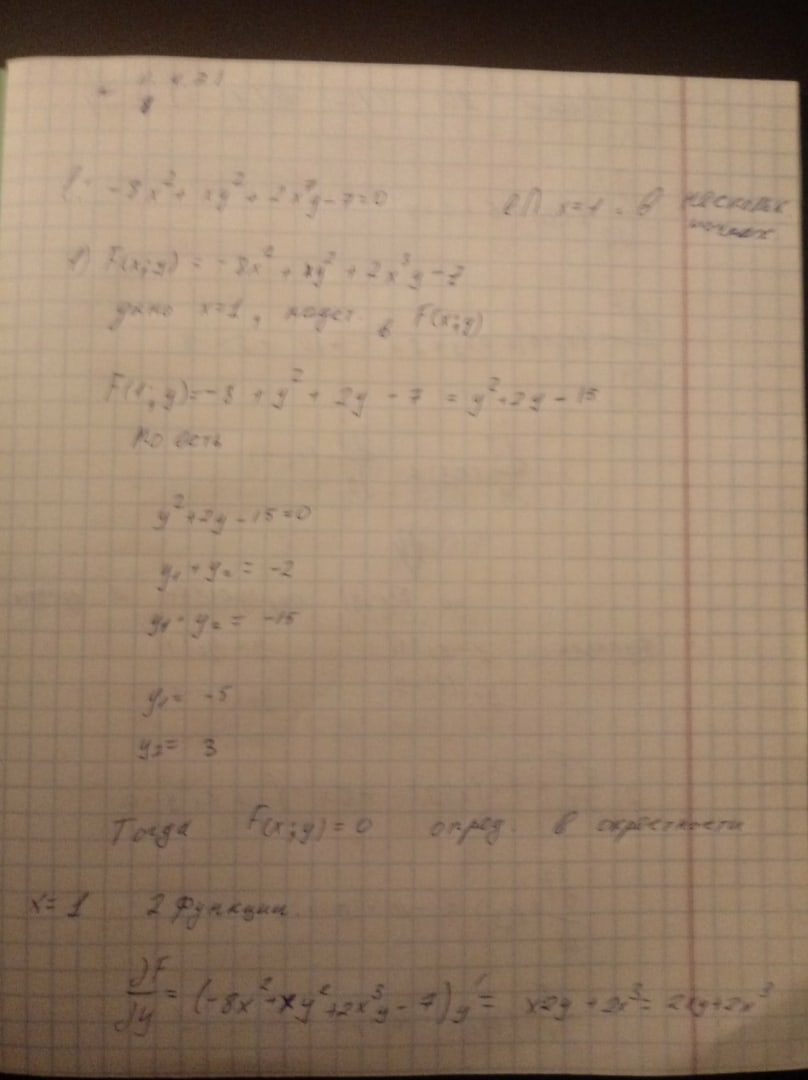 -8x²+ xy²+ 2x³y-7=0
x=1, в
1) F(x;y) = -8x² + xy² + 2x³y-7
дано x=1, подст. в F(x;y)
F(1;y)=-8 + y² + 2y - 7 = y²+2y-15
то есть
y²+2y-15=0
y₁+y₂= -2
y₁·y₂= -15
y₁= -5
y₂= 3
Тогда F(x;y)=0 опред. в окрестности
x=1 2 функции.
∂F/∂y = (-8x²+xy²+2x³y-7)y' = x2y+2x³= 2xy+2x³